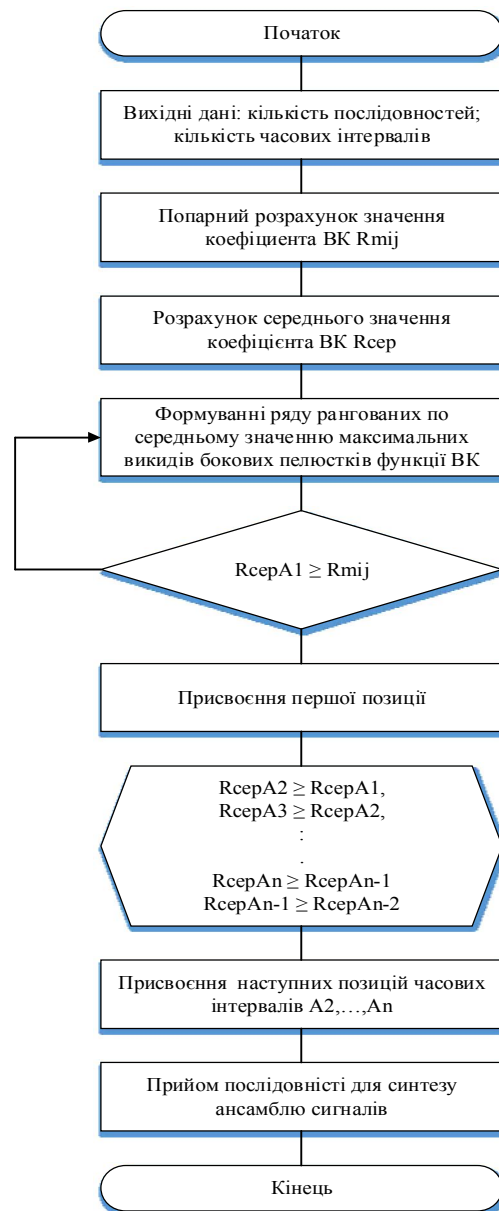 Початок
Вихідні дані: кількість послідовностей;
кількість часових інтервалів
Попарний розрахунок значення
коефициента ВК Rmij
Розрахунок середнього значення
коефіцієнта ВК Rсер
Формуванні ряду рангованих по
середньому значенню максимальних
викидів бокових пелюстків функції ВК
RсерA1 ≥ Rmij
Присвоєння першої позиції
RсерA2 ≥ RсерA1,
RсерA3 ≥ RсерA2,
:
.
RсерAn ≥ RсерAn-1
RсерAn-1 ≥ RсерAn-2
Присвоєння наступних позицій часових
інтервалів A2,…,An
Прийом послідовністі для синтезу
ансамблю сигналів
Кінець